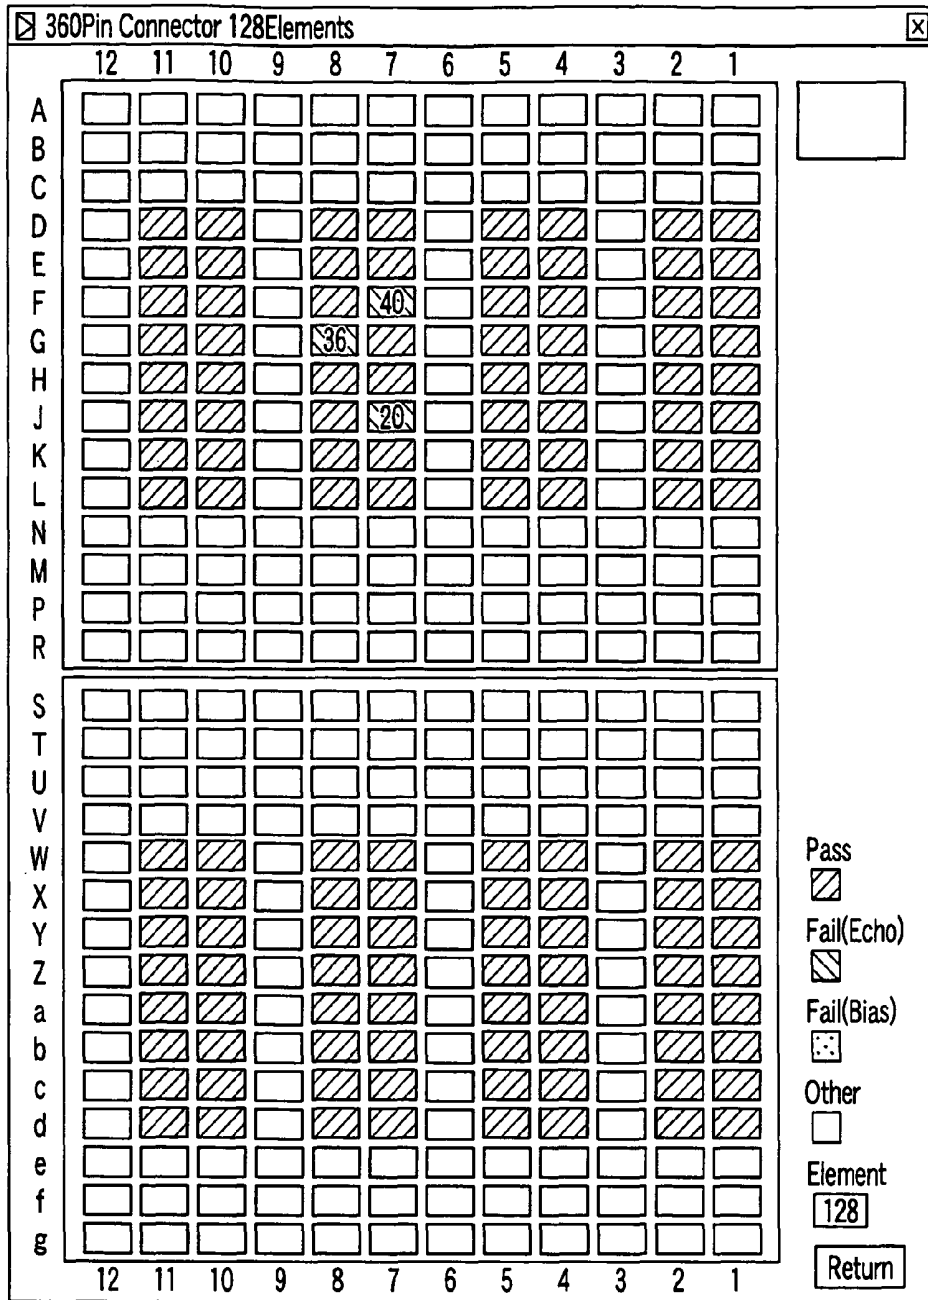 360Pin Connector 128Elements
12 11 10 9 8 7 6 5 4 3 2 1
A
B
C
D
E
F 40
G 36
H
J 20
K
L
N
M
P
R
S
T
U
V
W
X
Y
Z
a
b
c
d
e
f
g
12 11 10 9 8 7 6 5 4 3 2 1
Pass
Fail(Echo)
Fail(Bias)
Other
Element
128
Return